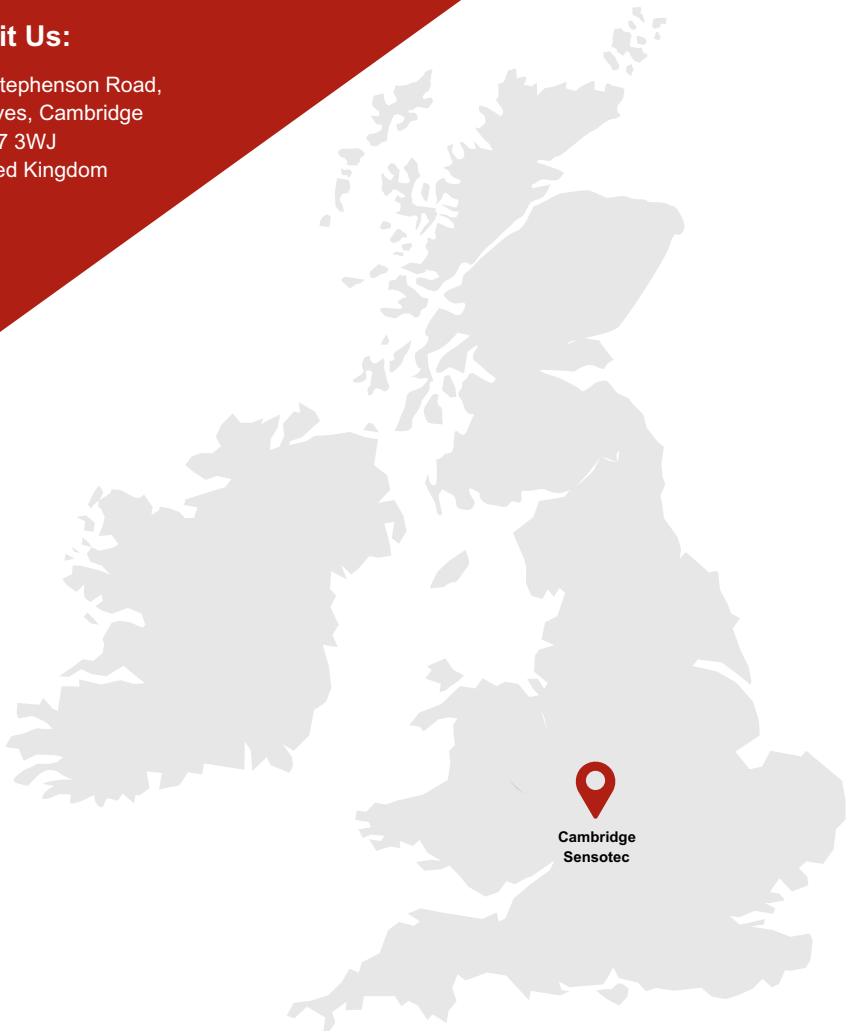 it Us:
tephenson Road,
ves, Cambridge
7 3WJ
ed Kingdom
Cambridge
Sensotec